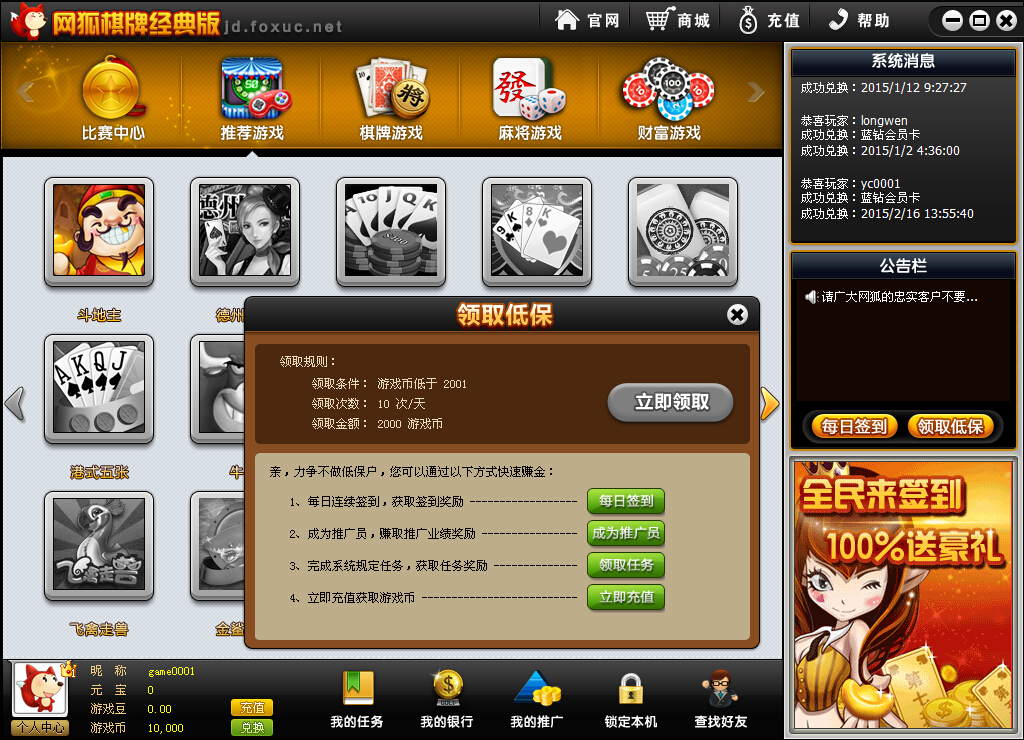 网狐棋牌经典版 jd.foxuc.net
官网 商城 充值 帮助
比赛中心 推荐游戏 棋牌游戏 麻将游戏 财富游戏
斗地主
德州
港式五张
牛
飞禽走兽
飞禽走兽
金鲨
领取低保
领取规则：
领取条件： 游戏币低于 2001
领取次数： 10 次/天
领取金额： 2000 游戏币
立即领取
亲，力争不做低保户，您可以通过以下方式快速赚金：
1、每日连续签到，获取签到奖励 ------------------ 每日签到
2、成为推广员，赚取推广业绩奖励 ---------------- 成为推广员
3、完成系统规定任务，获取任务奖励 -------------- 领取任务
4、立即充值获取游戏币 -------------------------- 立即充值
系统消息
成功兑换：2015/1/12 9:27:27
恭喜玩家：longwen
成功兑换：蓝钻会员卡
成功兑换：2015/1/2 4:36:00
恭喜玩家：yc0001
成功兑换：蓝钻会员卡
成功兑换：2015/2/16 13:55:40
公告栏
请广大网狐的忠实客户不要...
每日签到 领取低保
全民来签到
100%送豪礼
个人中心
昵 称 game0001
元 宝 0
游戏豆 0.00 充值
游戏币 10,000 兑换
我的任务 我的银行 我的推广 锁定本机 查找好友